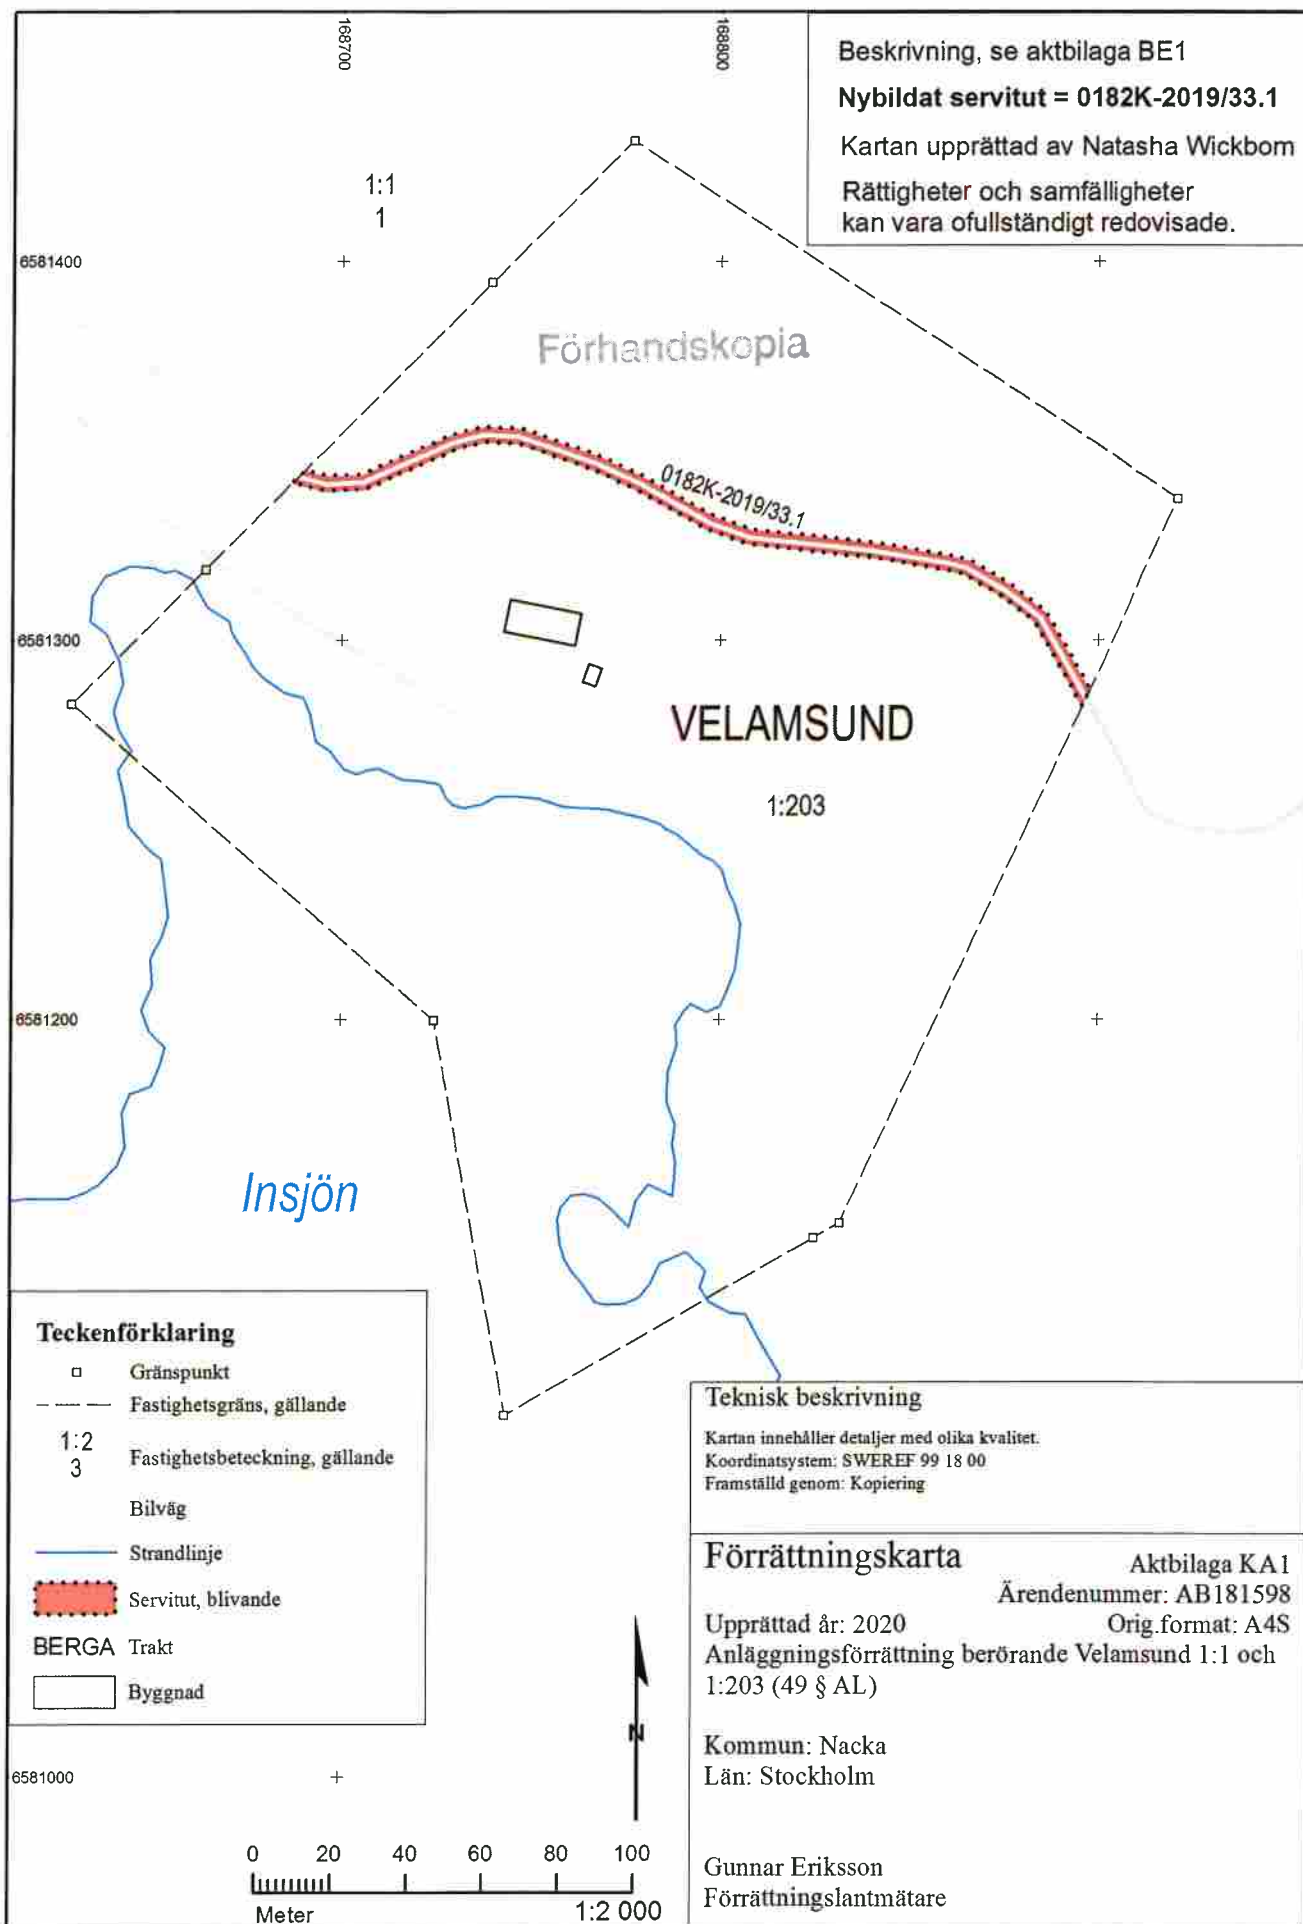 168700
168800
Beskrivning, se aktbilaga BE1
Nybildat servitut = 0182K-2019/33.1
Kartan upprättad av Natasha Wickbom
Rättigheter och samfälligheter
kan vara ofullständigt redovisade.
1:1
1
6581400
Förhandskopia
0182K-2019/33.1
6581300
VELAMSUND
1:203
6581200
Insjön
Teckenförklaring
Gränspunkt
Fastighetsgräns, gällande
1:2
3
Fastighetsbeteckning, gällande
Bilväg
Strandlinje
Servitut, blivande
BERGA Trakt
Byggnad
Teknisk beskrivning
Kartan innehåller detaljer med olika kvalitet.
Koordinatsystem: SWEREF 99 18 00
Framställd genom: Kopiering
Förrättningskarta
Aktbilaga KA1
Ärendenummer: AB181598
Upprättad år: 2020 Orig.format: A4S
Anläggningsförrättning berörande Velamsund 1:1 och
1:203 (49 § AL)
Kommun: Nacka
Län: Stockholm
Gunnar Eriksson
Förrättningslantmätare
N
6581000
0 20 40 60 80 100
Meter 1:2 000